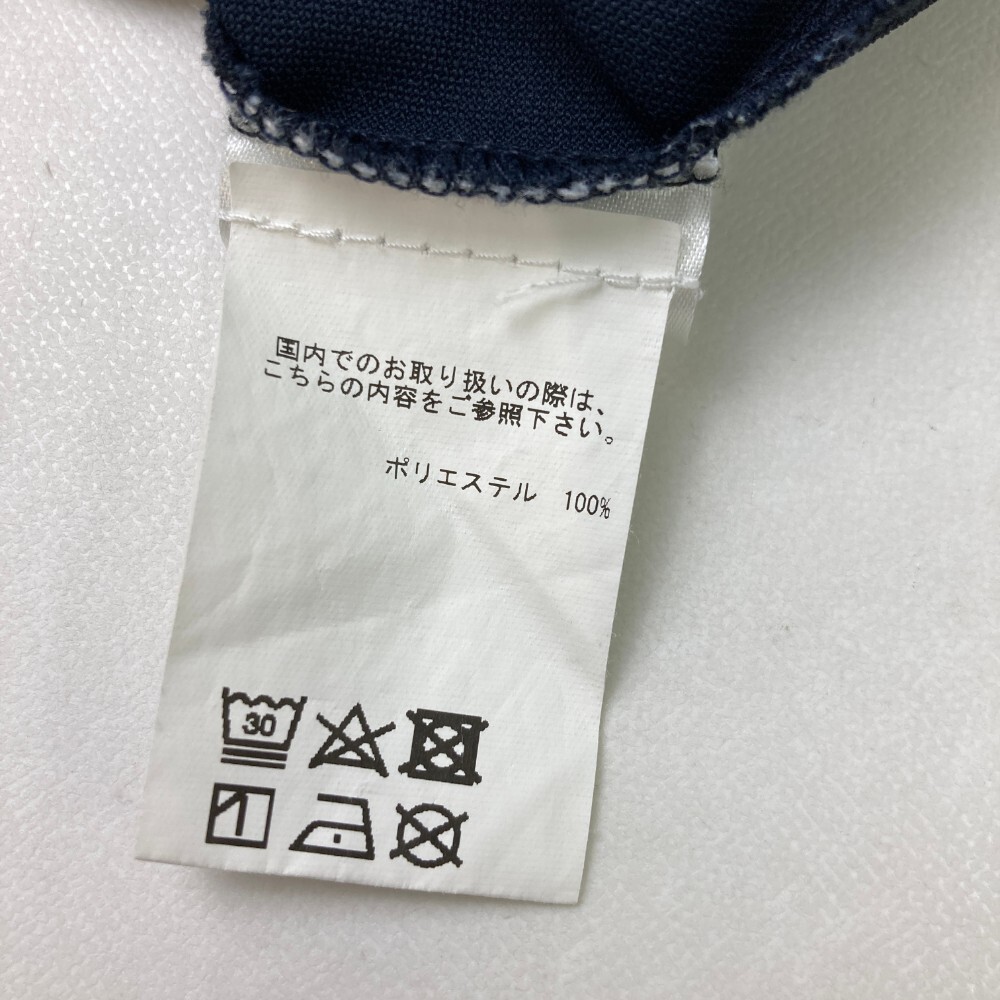 国内でのお取り扱いの際は、
こちらの内容をご参照下さい。
ポリエステル 100%
30